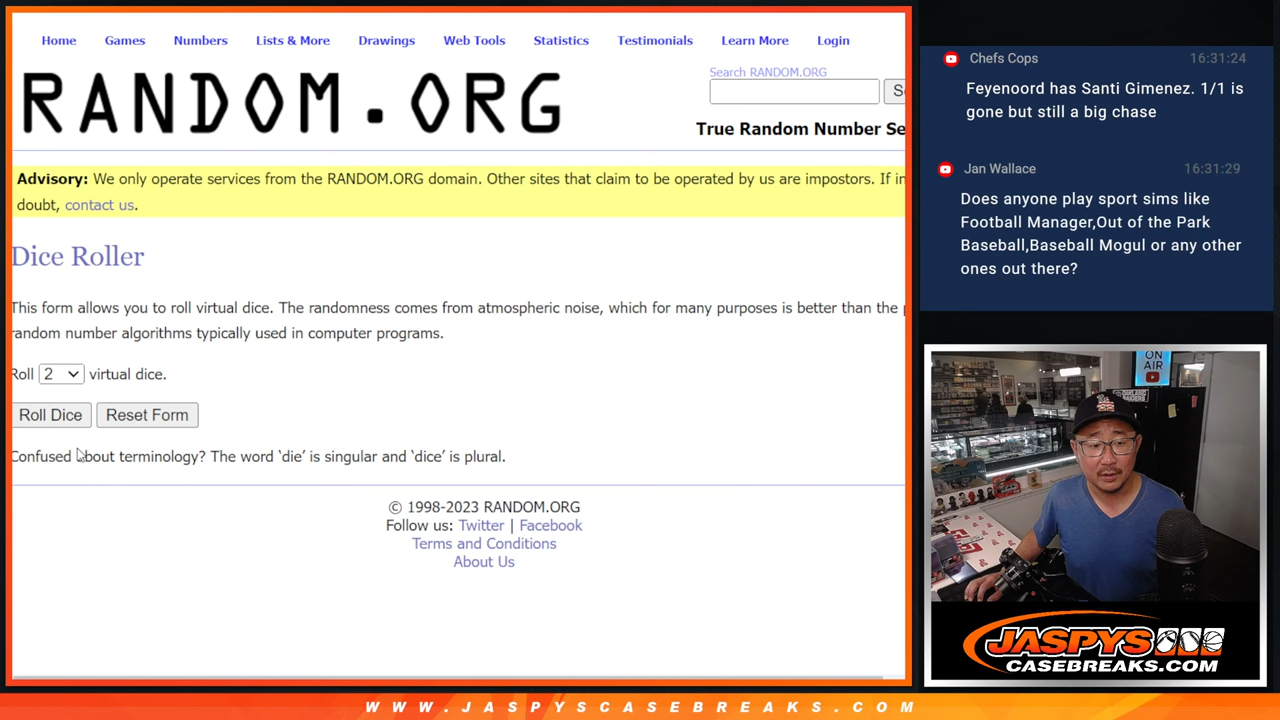 Home Games Numbers Lists & More Drawings Web Tools Statistics Testimonials Learn More Login
RANDOM.ORG
Search RANDOM.ORG
True Random Number Se
Advisory: We only operate services from the RANDOM.ORG domain. Other sites that claim to be operated by us are impostors. If in
doubt, contact us.
Dice Roller
This form allows you to roll virtual dice. The randomness comes from atmospheric noise, which for many purposes is better than the
random number algorithms typically used in computer programs.
Roll 2 virtual dice.
Roll Dice Reset Form
Confused about terminology? The word ‘die’ is singular and ‘dice’ is plural.
© 1998-2023 RANDOM.ORG
Follow us: Twitter | Facebook
Terms and Conditions
About Us
Chefs Cops 16:31:24
Feyenoord has Santi Gimenez. 1/1 is
gone but still a big chase
Jan Wallace 16:31:29
Does anyone play sport sims like
Football Manager,Out of the Park
Baseball,Baseball Mogul or any other
ones out there?
ON
AIR
JASPYS
CASEBREAKS.COM
WWW.JASPYSCASEBREAKS.COM